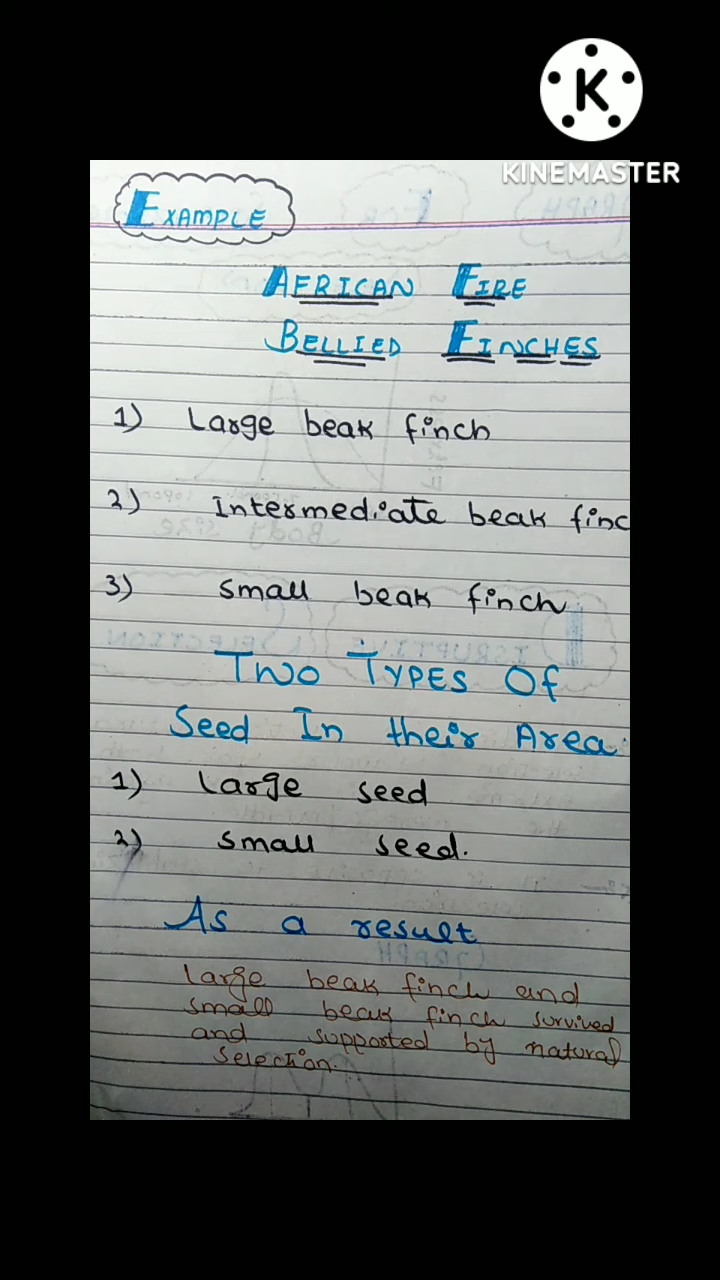 K
KINEMASTER
EXAMPLE
AFRICAN FIRE
BELLIED FINCHES
1) Large beak finch
2) Intermediate beak finc
3) small beak finch
TWO TYPES Of
Seed In their Area
1) Large seed
2) small seed.
As a result
large beak finch and
small beak finch survived
and supported by natural
selection.